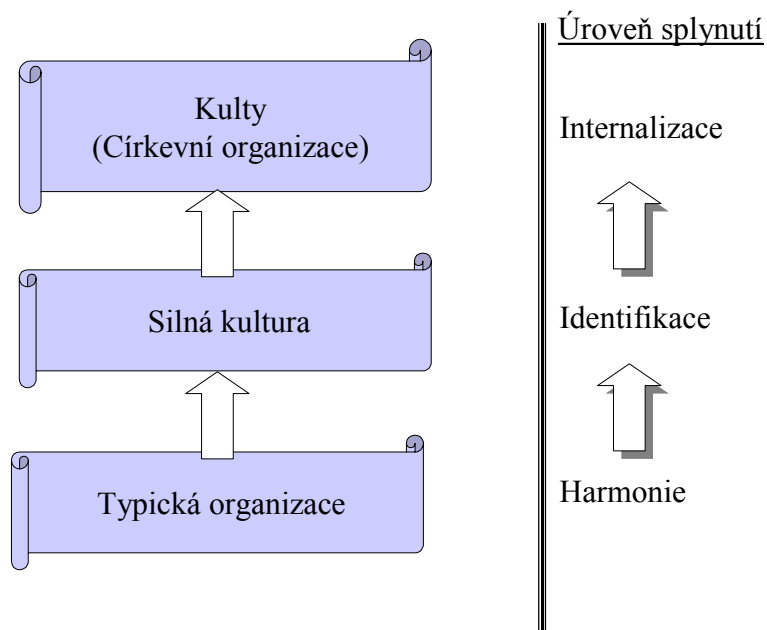 Úroveň splynutí
Kulty
(Církevní organizace)
Internalizace
Silná kultura
Identifikace
Typická organizace
Harmonie